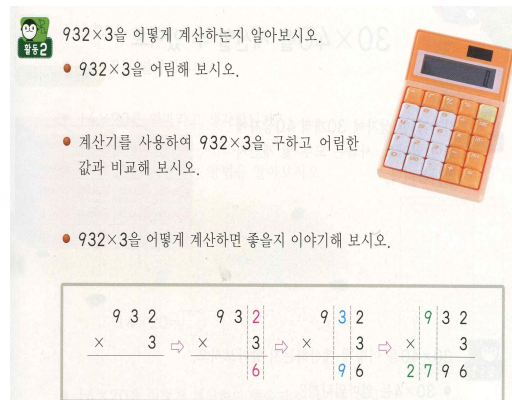 활동2
932×3을 어떻게 계산하는지 알아보시오.
● 932×3을 어림해 보시오.
● 계산기를 사용하여 932×3을 구하고 어림한
값과 비교해 보시오.
● 932×3을 어떻게 계산하면 좋을지 이야기해 보시오.
9 3 2 9 3 2 9 3 2 9 3 2
× 3 ⇨ × 3 ⇨ × 3 ⇨ × 3
6 9 6 2 7 9 6